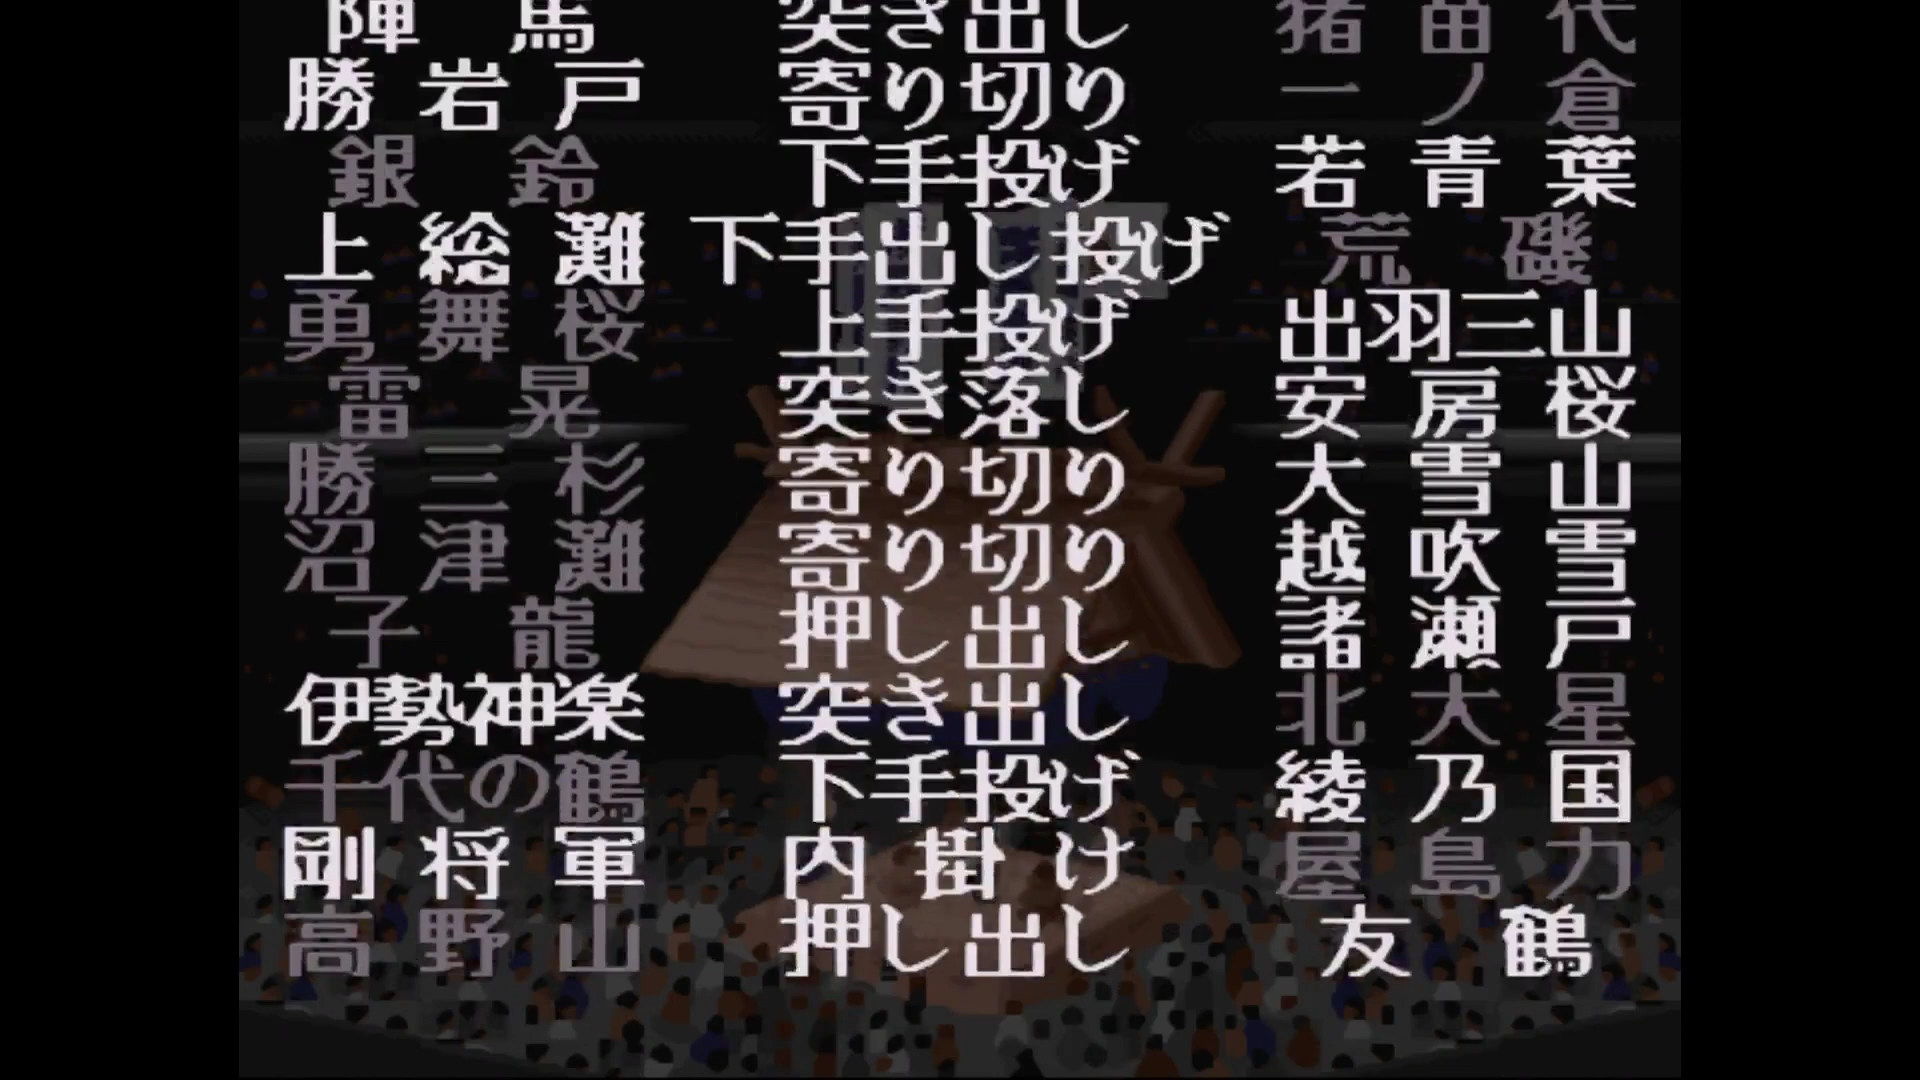 陣馬 突き出し 猪苗代
勝岩戸 寄り切り 一ノ倉
銀鈴 下手投げ 若青葉
上総灘 下手出し投げ 荒磯
勇舞桜 上手投げ 出羽三山
雷晃 突き落し 安房桜
勝三杉 寄り切り 大雪山
沼津灘 寄り切り 越吹雪
子龍 押し出し 諸瀬戸
伊勢神楽 突き出し 北大星
千代の鶴 下手投げ 綾乃国
剛将軍 内掛け 屋島力
高野山 押し出し 友鶴